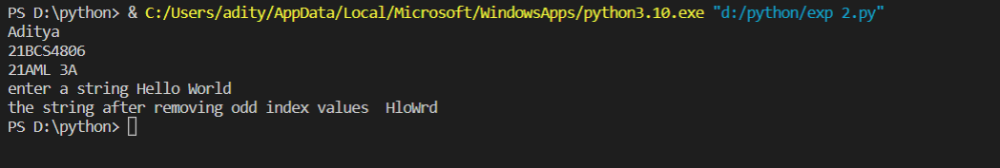 PS D:\python> & C:/Users/adity/AppData/Local/Microsoft/WindowsApps/python3.10.exe "d:/python/exp 2.py"
Aditya
21BCS4806
21AML 3A
enter a string Hello World
the string after removing odd index values  HloWrd
PS D:\python>